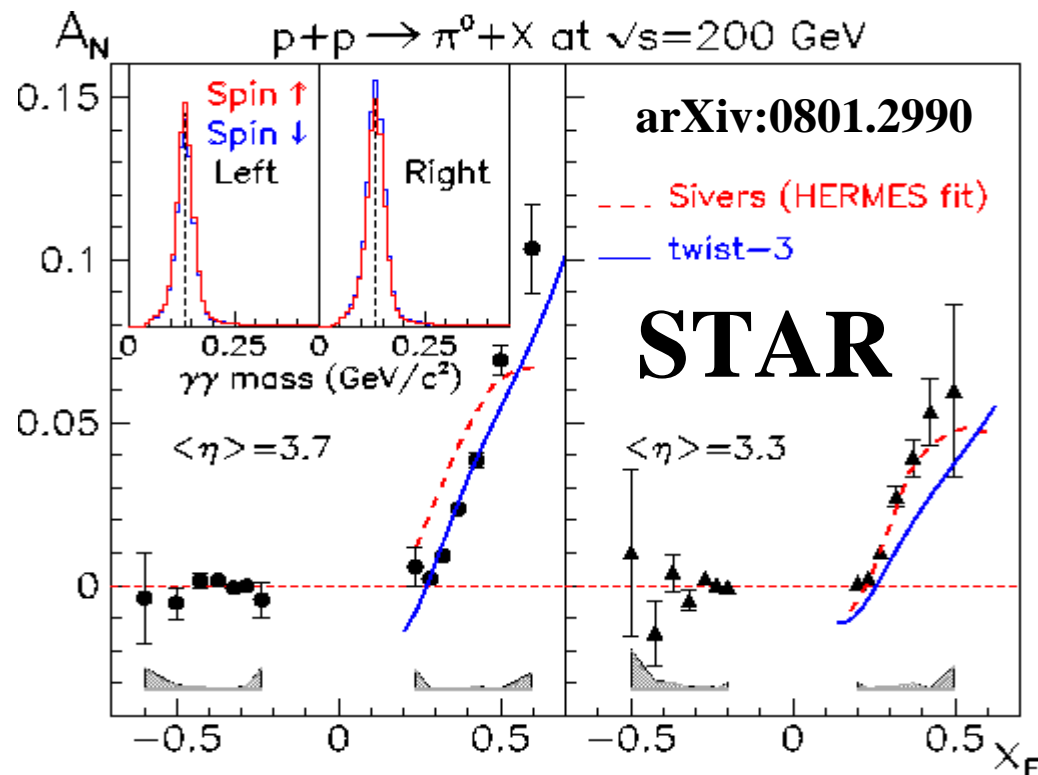 A_N
p+p → π⁰+X at √s=200 GeV
0.15
0.1
0.05
0
Spin ↑
Spin ↓
Left
Right
0
0.25
0
0.25
γγ mass (GeV/c²)
<η>=3.7
arXiv:0801.2990
Sivers (HERMES fit)
twist-3
STAR
<η>=3.3
−0.5
0
0.5
−0.5
0
0.5
x_F